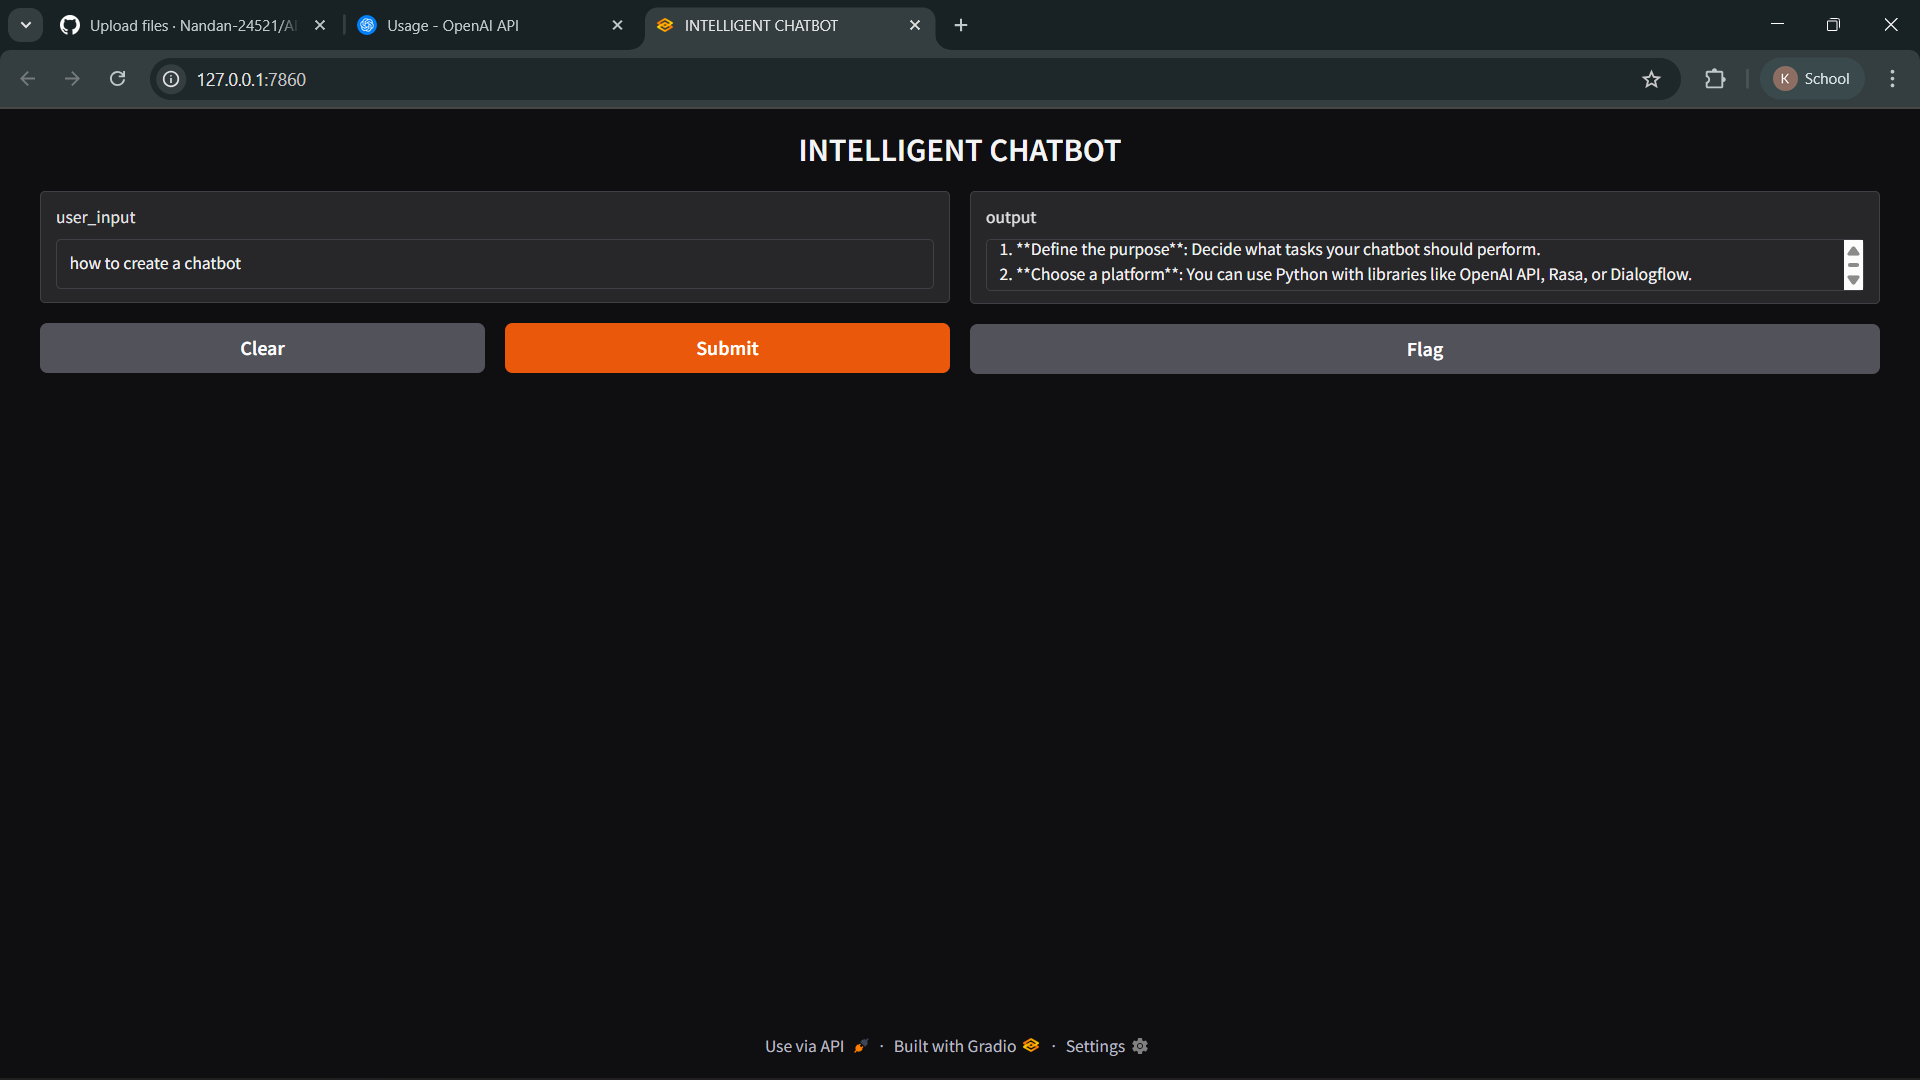 Upload files · Nandan-24521/AI
Usage - OpenAI API
INTELLIGENT CHATBOT
127.0.0.1:7860
K School
INTELLIGENT CHATBOT
user_input
how to create a chatbot
output
1. **Define the purpose**: Decide what tasks your chatbot should perform.
2. **Choose a platform**: You can use Python with libraries like OpenAI API, Rasa, or Dialogflow.
Clear
Submit
Flag
Use via API · Built with Gradio · Settings